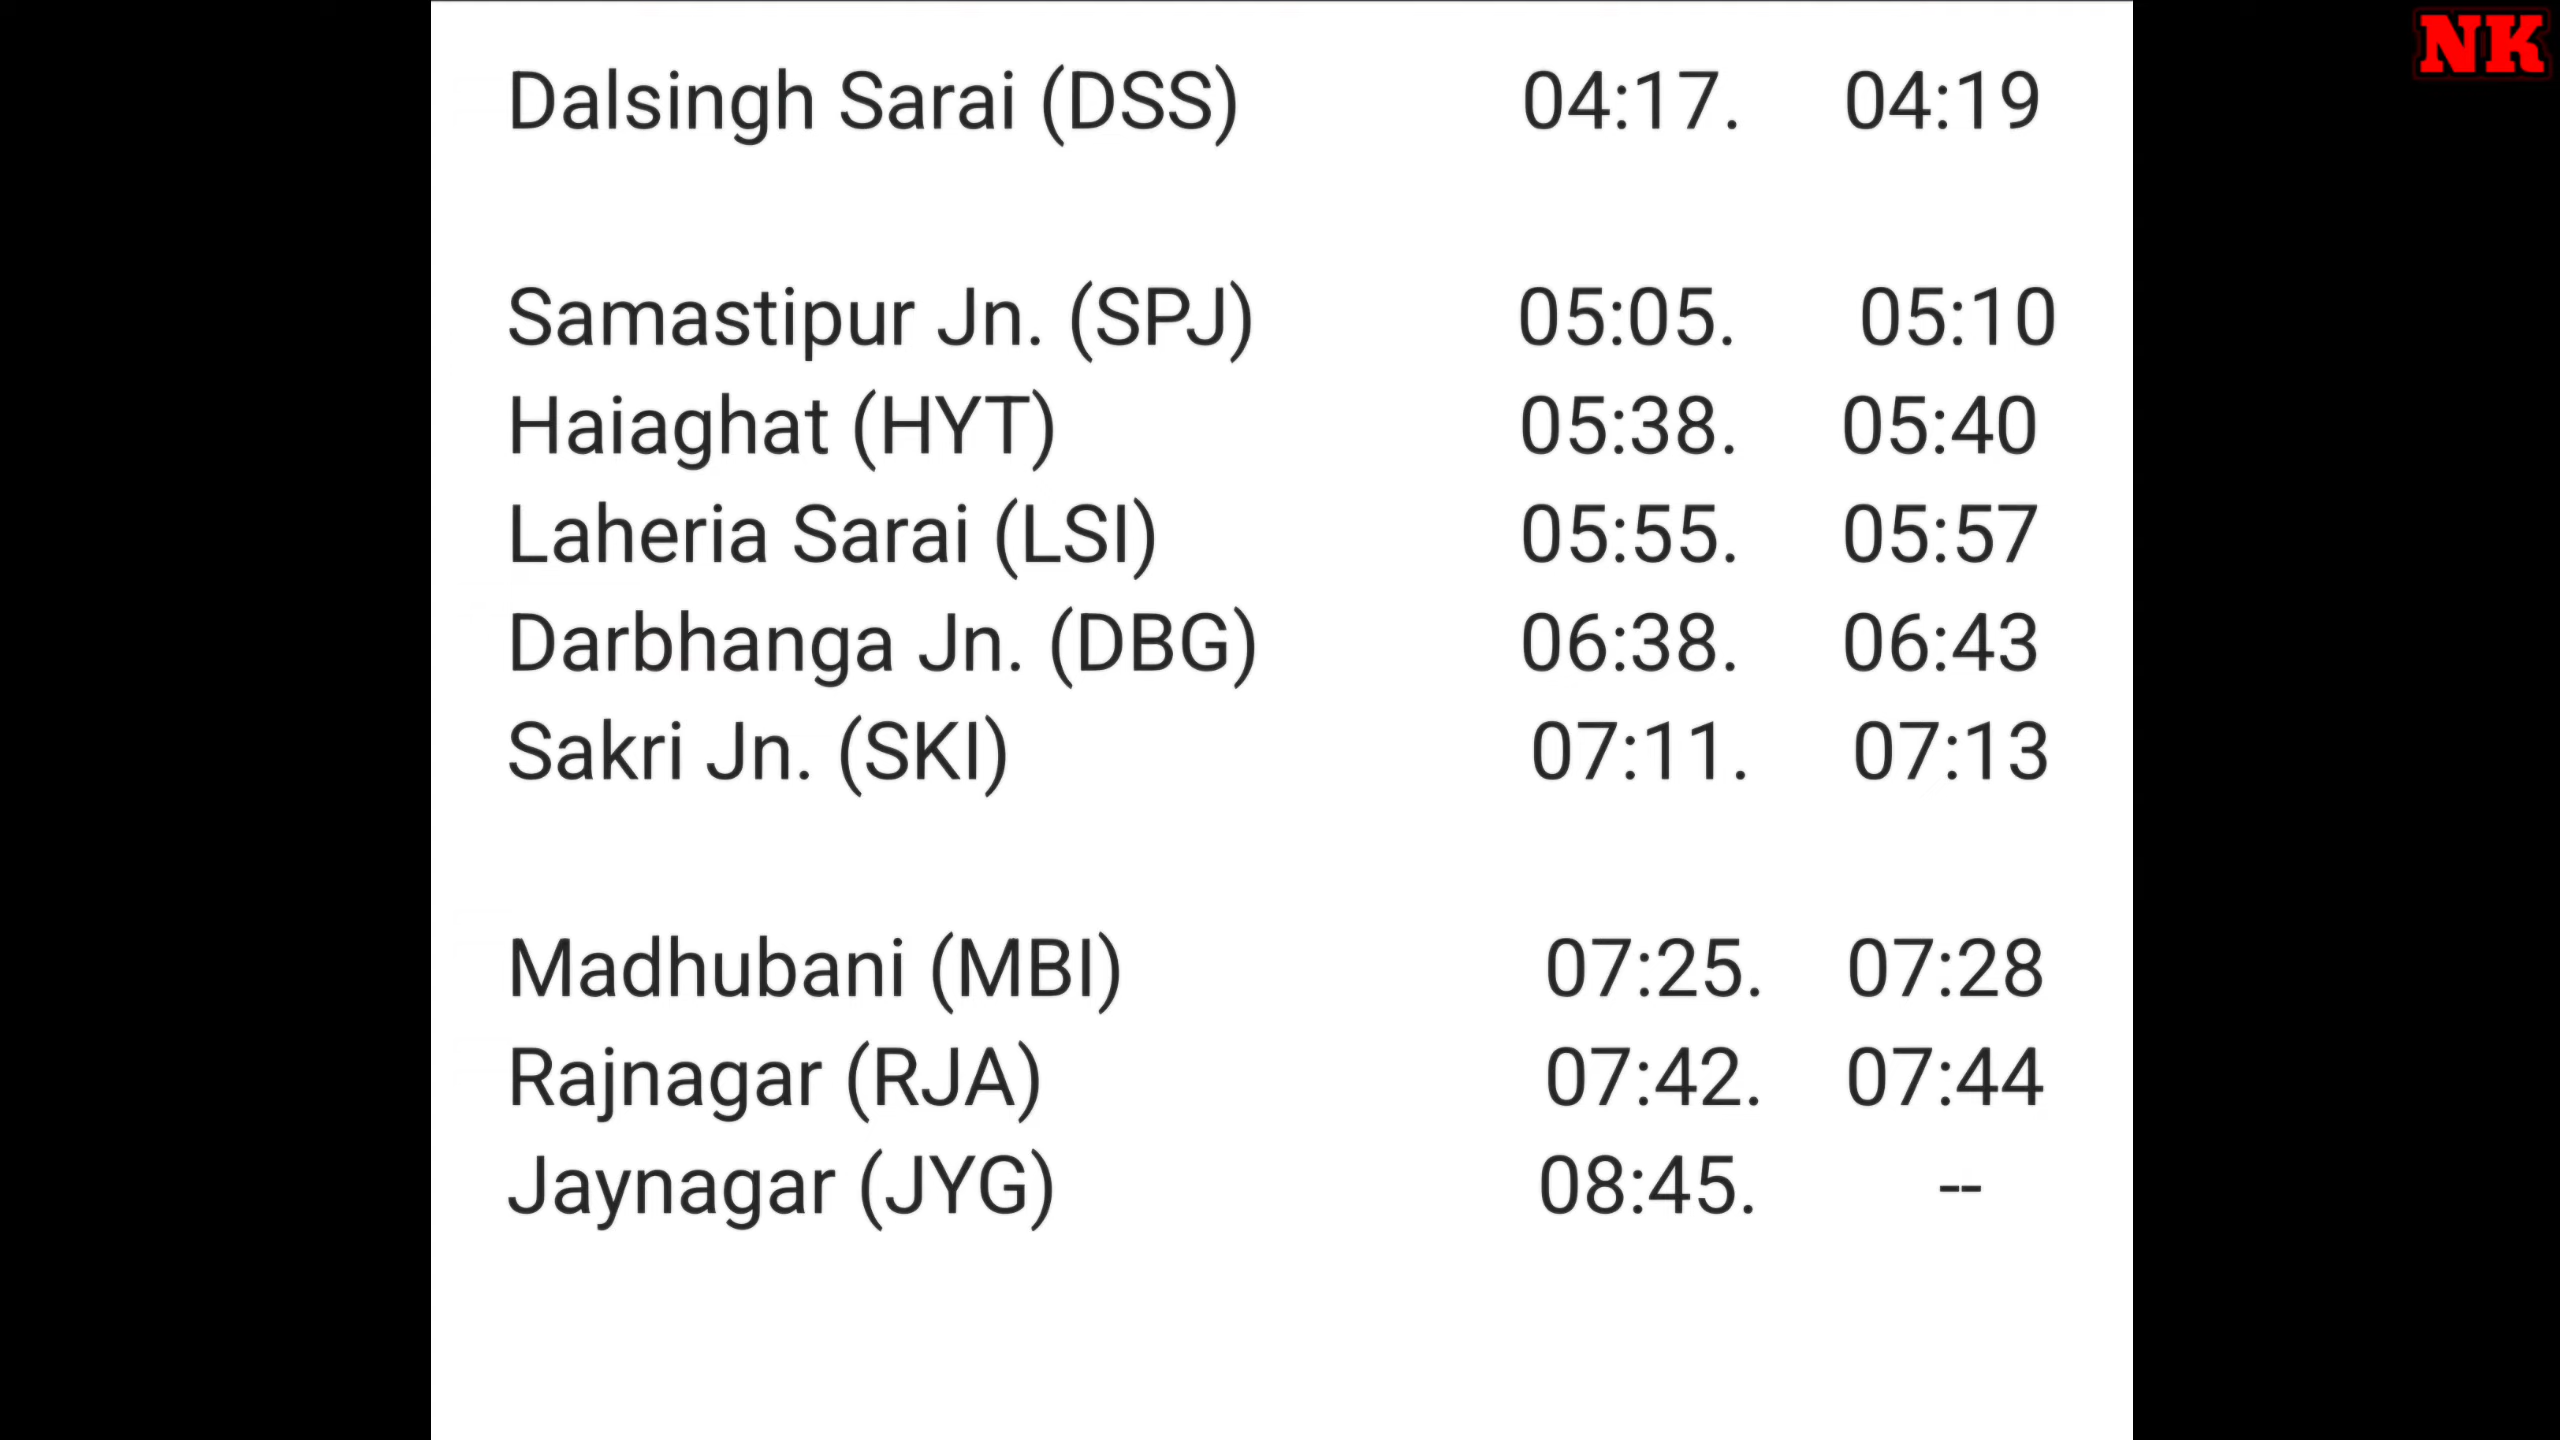 NK
Dalsingh Sarai (DSS) 04:17. 04:19
Samastipur Jn. (SPJ) 05:05. 05:10
Haiaghat (HYT) 05:38. 05:40
Laheria Sarai (LSI) 05:55. 05:57
Darbhanga Jn. (DBG) 06:38. 06:43
Sakri Jn. (SKI) 07:11. 07:13
Madhubani (MBI) 07:25. 07:28
Rajnagar (RJA) 07:42. 07:44
Jaynagar (JYG) 08:45. --